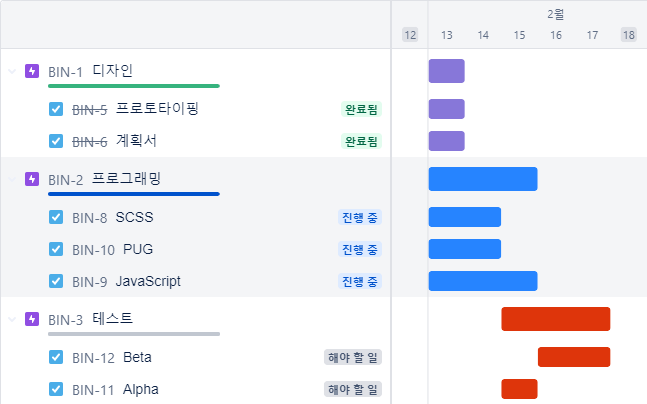 2월
12 13 14 15 16 17 18
BIN-1 디자인
BIN-5 프로토타이핑 완료됨
BIN-6 계획서 완료됨
BIN-2 프로그래밍
BIN-8 SCSS 진행 중
BIN-10 PUG 진행 중
BIN-9 JavaScript 진행 중
BIN-3 테스트
BIN-12 Beta 해야 할 일
BIN-11 Alpha 해야 할 일